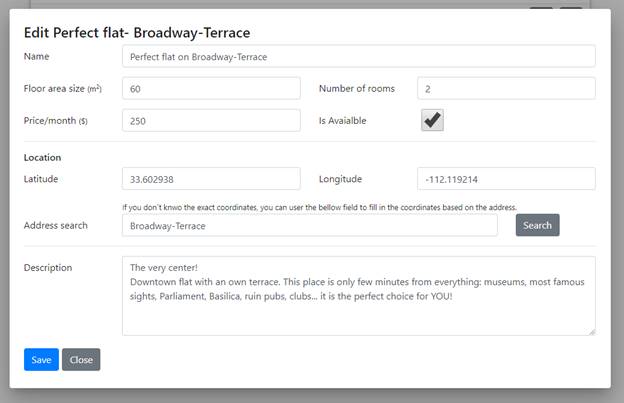 Edit Perfect flat- Broadway-Terrace
Name Perfect flat on Broadway-Terrace
Floor area size (m²) 60 Number of rooms 2
Price/month ($) 250 Is Avaialble
Location
Latitude 33.602938 Longitude -112.119214
If you don't knwo the exact coordinates, you can user the bellow field to fill in the coordinates based on the address.
Address search Broadway-Terrace Search
Description The very center!
Downtown flat with an own terrace. This place is only few minutes from everything: museums, most famous
sights, Parliament, Basilica, ruin pubs, clubs... it is the perfect choice for YOU!
Save Close